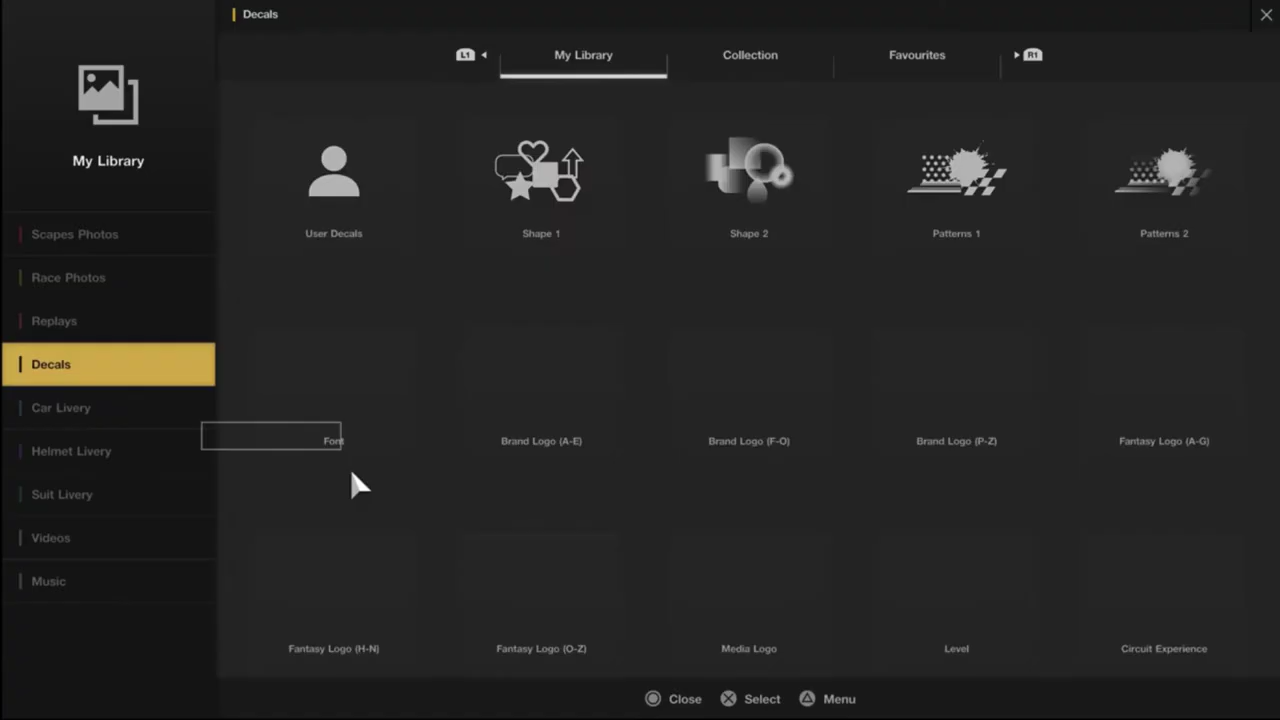 Decals
L1
My Library
Collection
Favourites
R1
My Library
Scapes Photos
Race Photos
Replays
Decals
Car Livery
Helmet Livery
Suit Livery
Videos
Music
User Decals
Shape 1
Shape 2
Patterns 1
Patterns 2
Font
Brand Logo (A-E)
Brand Logo (F-O)
Brand Logo (P-Z)
Fantasy Logo (A-G)
Fantasy Logo (H-N)
Fantasy Logo (O-Z)
Media Logo
Level
Circuit Experience
Close
Select
Menu